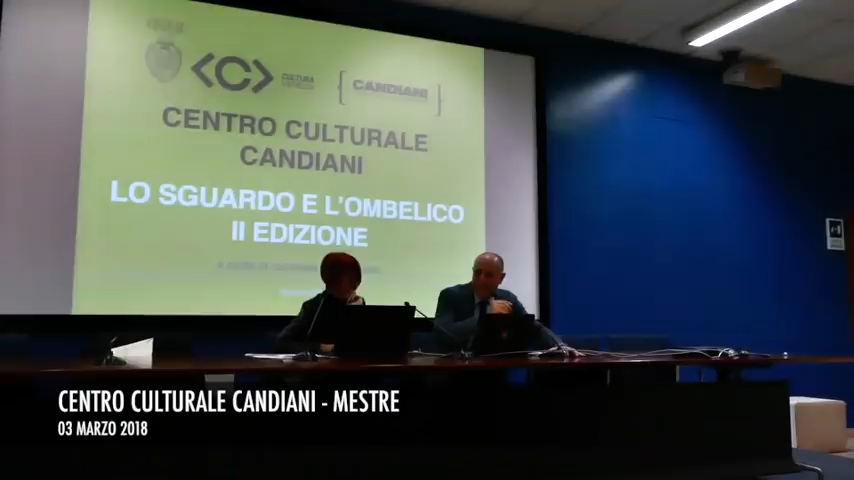 CULTURA
CANDIANI
CENTRO CULTURALE
CANDIANI
LO SGUARDO E L'OMBELICO
II EDIZIONE
CENTRO CULTURALE CANDIANI - MESTRE
03 MARZO 2018